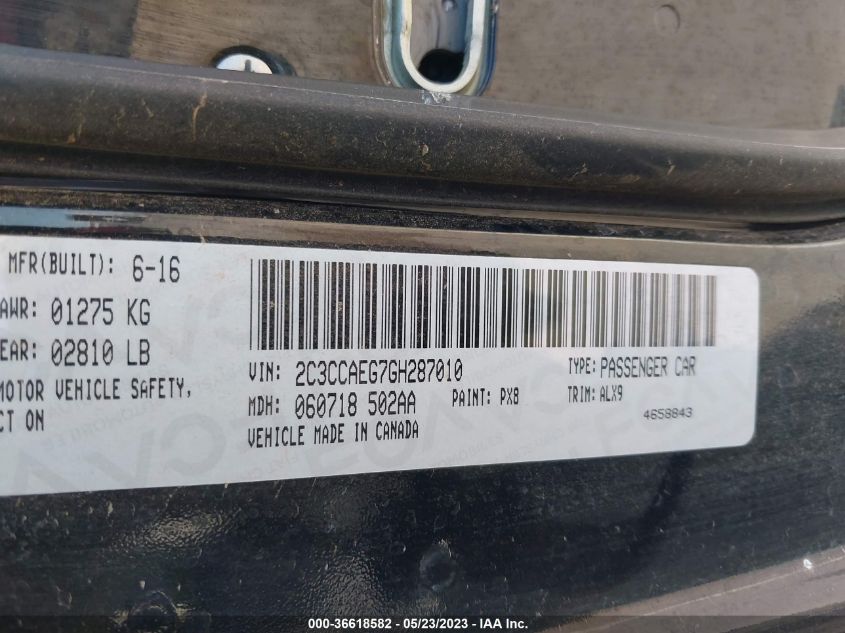 MFR(BUILT): 6-16
AWR: 01275 KG
EAR: 02810 LB
MOTOR VEHICLE SAFETY,
CT ON
VIN: 2C3CCAEG7GH287010
TYPE: PASSENGER CAR
MDH: 060718 502AA
PAINT: PX8
TRIM: ALX9
VEHICLE MADE IN CANADA
4658843
000-36618582 - 05/23/2023 - IAA Inc.